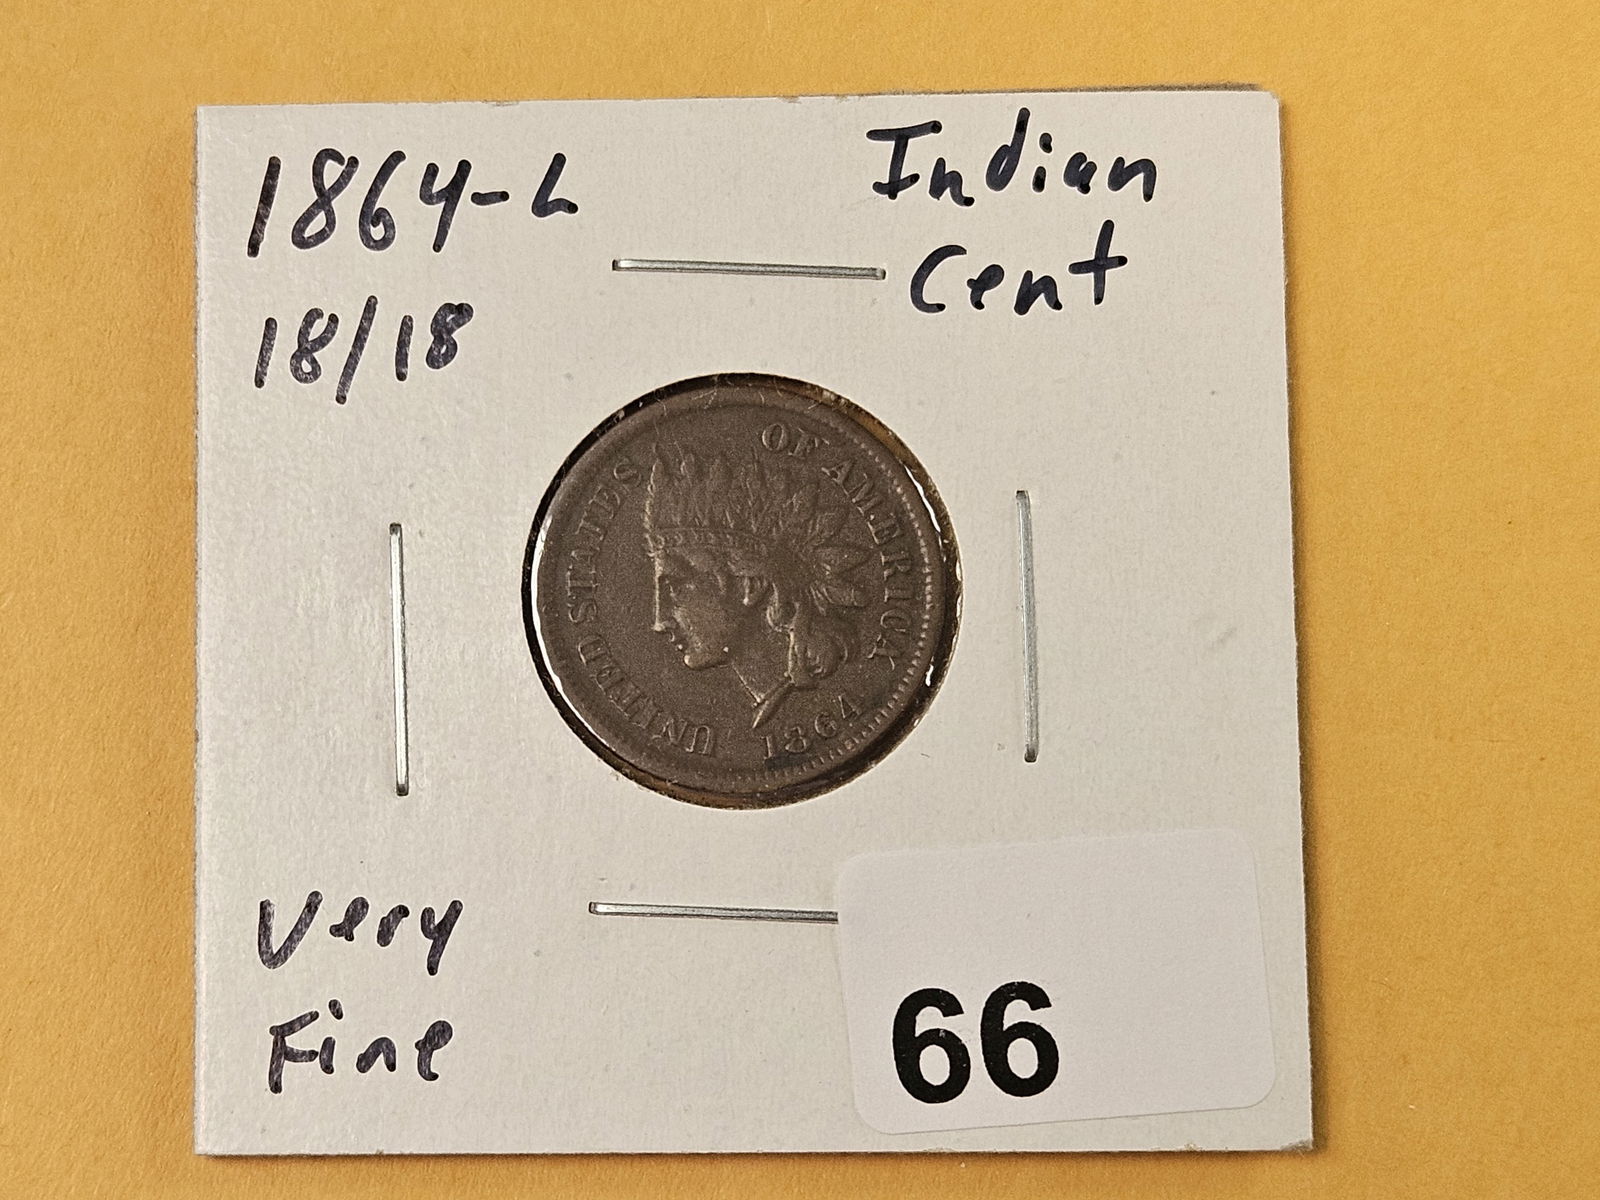 1864-L
18/18
Indian
Cent
UNITED STATES
OF AMERICA
1864
Very
Fine
66